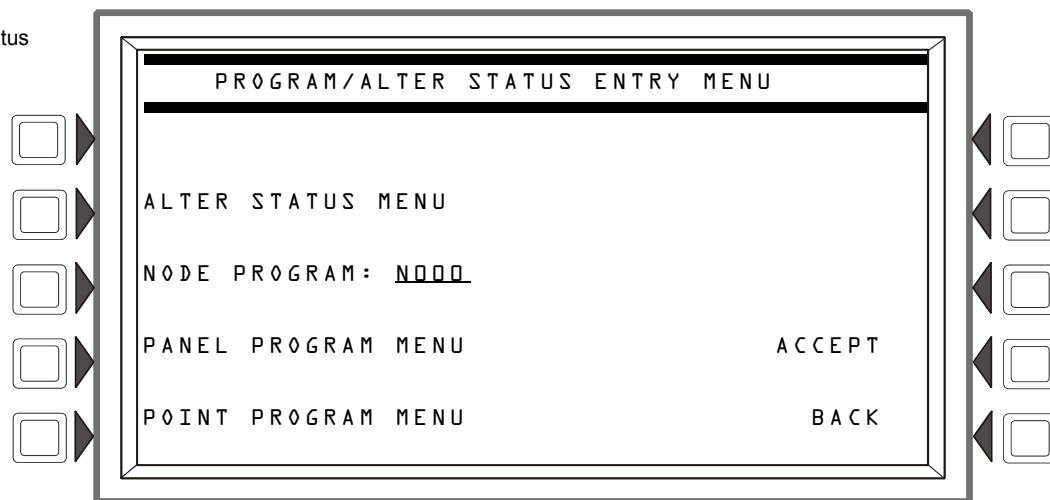 tus
PROGRAM/ALTER STATUS ENTRY MENU
ALTER STATUS MENU
NODE PROGRAM: N000
PANEL PROGRAM MENU ACCEPT
POINT PROGRAM MENU BACK